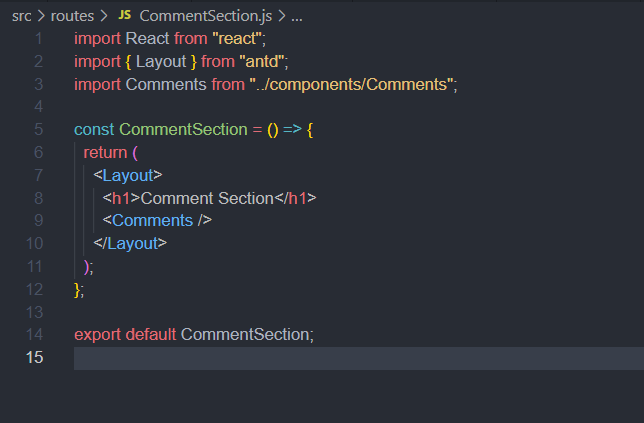 src > routes > JS CommentSection.js > ...
1 import React from "react";
2 import { Layout } from "antd";
3 import Comments from "../components/Comments";
4
5 const CommentSection = () => {
6 return (
7 <Layout>
8 <h1>Comment Section</h1>
9 <Comments />
10 </Layout>
11 );
12 };
13
14 export default CommentSection;
15